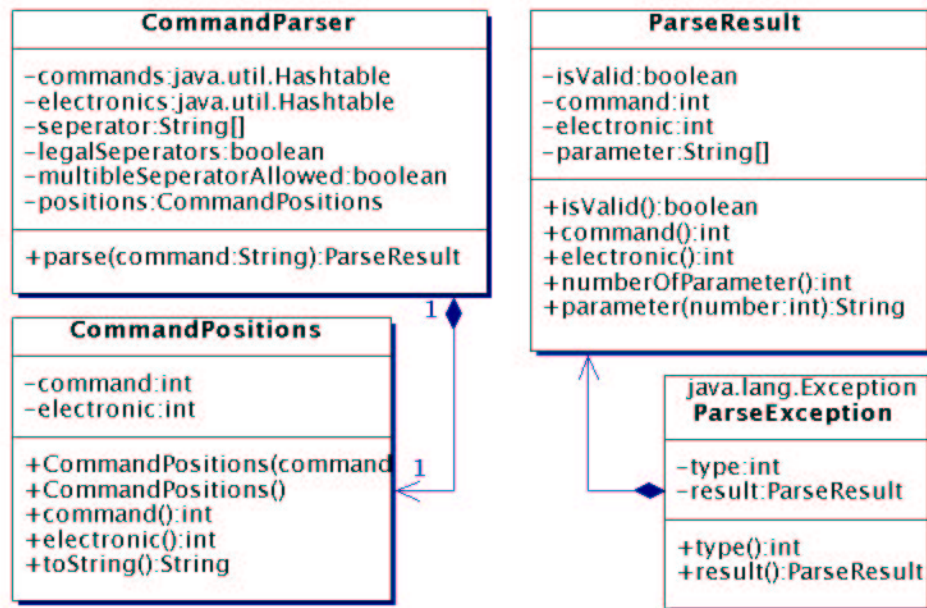 CommandParser
-commands:java.util.Hashtable
-electronics:java.util.Hashtable
-seperator:String[]
-legalSeperators:boolean
-multibleSeperatorAllowed:boolean
-positions:CommandPositions
+parse(command:String):ParseResult
1
CommandPositions
-command:int
-electronic:int
+CommandPositions(command
+CommandPositions()
+command():int
+electronic():int
+toString():String
1
ParseResult
-isValid:boolean
-command:int
-electronic:int
-parameter:String[]
+isValid():boolean
+command():int
+electronic():int
+numberOfParameter():int
+parameter(number:int):String
java.lang.Exception
ParseException
-type:int
-result:ParseResult
+type():int
+result():ParseResult